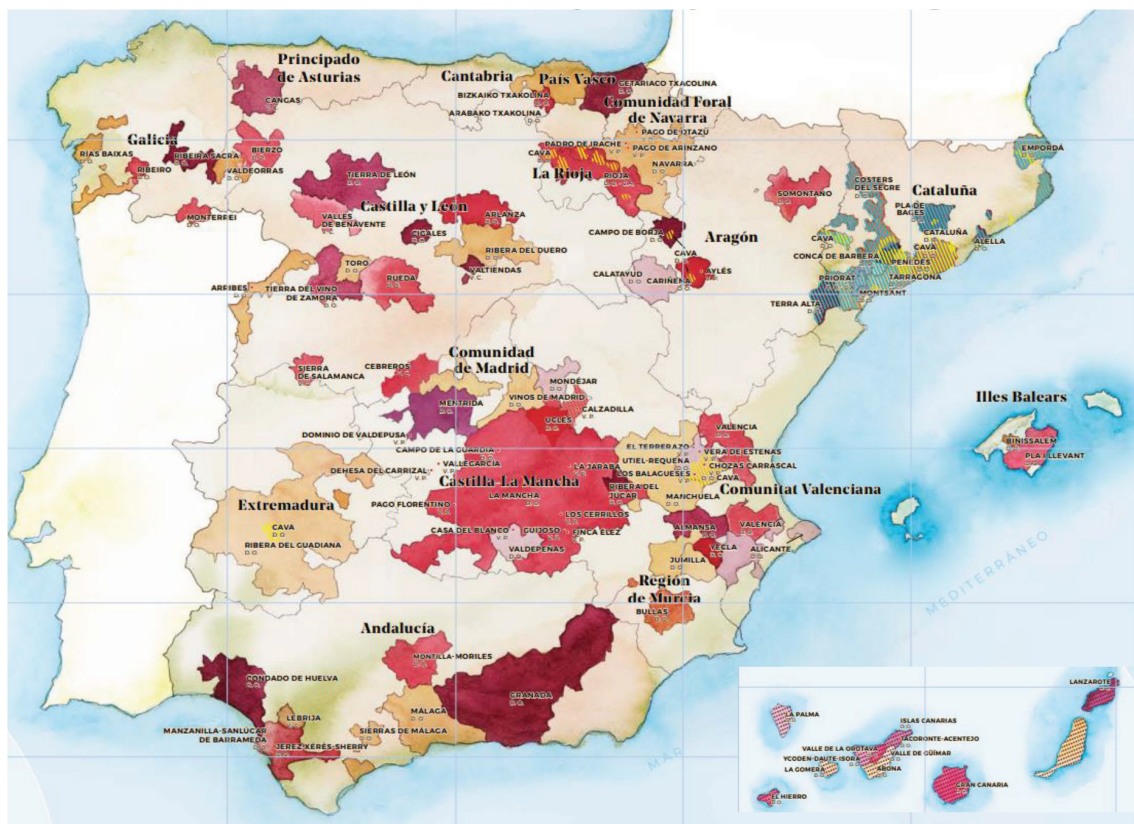 Principado
de Asturias
CANGAS
Cantabria
País Vasco
GETARIACO TXACOLINA
BIZKAIKO TXAKOLINA
ARABAKO TXAKOLINA
Comunidad Foral
de Navarra
PAGO DE OTAZU
PADRO DE IRACHE
PAGO DE ARINZANO
NAVARRA
Galicia
RIAS BAIXAS
RIBEIRO
RIBEIRA SACRA
VALDEORRAS
MONTERREI
BIERZO
TIERRA DE LEÓN
VALLES
DE BENAVENTE
Castilla y León
CIGALES
ARLANZA
RIBERA DEL DUERO
VALTIENDAS
TORO
RUEDA
ARRIBES
TIERRA DEL VINO
DE ZAMORA
SIERRA
DE SALAMANCA
CEBREROS
CAVA
La Rioja
RIOJA
Aragón
CAMPO DE BORJA
CAVA
AYLÉS
CALATAYUD
CARIÑENA
SOMONTANO
Cataluña
EMPORDÀ
COSTERS
DEL SEGRE
PLA DE
BAGES
CATALUÑA
ALELLA
CAVA
CAVA
CONCA DE BARBERÀ
PENEDÈS
TARRAGONA
PRIORAT
MONTSANT
TERRA ALTA
Comunidad
de Madrid
MONDÉJAR
VINOS DE MADRID
CALZADILLA
V.P.
UCLÉS
MENTRIDA
DOMINIO DE VALDEPUSA
V.P.
CAMPO DE LA GUARDIA
VALLEGARCÍA
V.P.
DEHESA DEL CARRIZAL
V.P.
PAGO FLORENTINO
Castilla-La Mancha
LA MANCHA
LA JARABA
RIBERA DEL
JÚCAR
LOS CERRILLOS
CASA DEL BLANCO
V.P.
GUIJOSO
FINCA ÉLEZ
V.P.
VALDEPEÑAS
VALENCIA
EL TERRERAZO
VERA DE ESTENAS
UTIEL-REQUENA
CHOZAS CARRASCAL
LOS BALAGUESES
CAVA
MANCHUELA
Comunitat Valenciana
ALMANSA
VALENCIA
YECLA
ALICANTE
JUMILLA
Región
de Murcia
BULLAS
Extremadura
CAVA
RIBERA DEL GUADIANA
Andalucía
MONTILLA-MORILES
GRANADA
CONDADO DE HUELVA
LEBRIJA
MANZANILLA-SANLÚCAR
DE BARRAMEDA
JEREZ-XÉRÈS-SHERRY
MÁLAGA
SIERRAS DE MÁLAGA
Illes Balears
BINISSALEM
PLA I LLEVANT
MEDITERRÁNEO
MAR
LA PALMA
EL HIERRO
LA GOMERA
YCODEN-DAUTE-ISORA
VALLE DE LA OROTAVA
ABONA
VALLE DE GÜÍMAR
TACORONTE-ACENTEJO
ISLAS CANARIAS
GRAN CANARIA
LANZAROTE